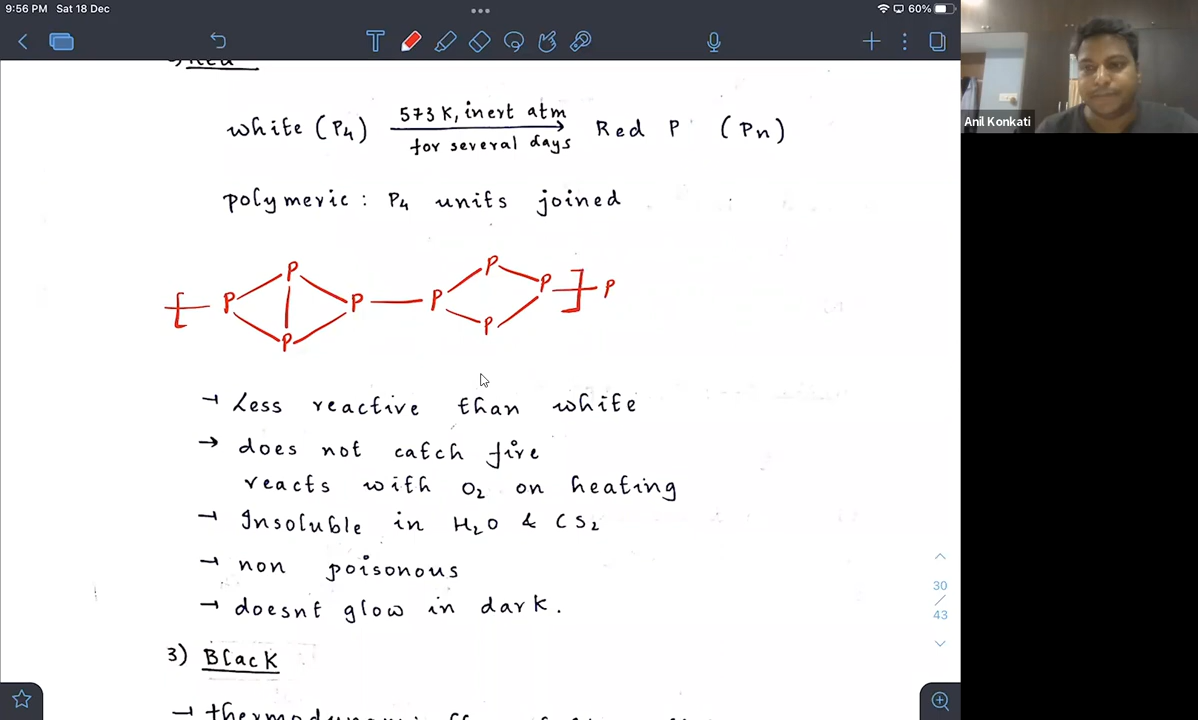 9:56 PM Sat 18 Dec
60%
Anil Konkati
white (P4) 573 K, inert atm
for several days Red P (Pn)
polymeric: P4 units joined
P P P
P P
P P P
P P
→ Less reactive than white
→ does not catch fire
reacts with O2 on heating
→ Insoluble in H2O & CS2
→ non poisonous
→ doesnt glow in dark.
30
/
43
3) Black